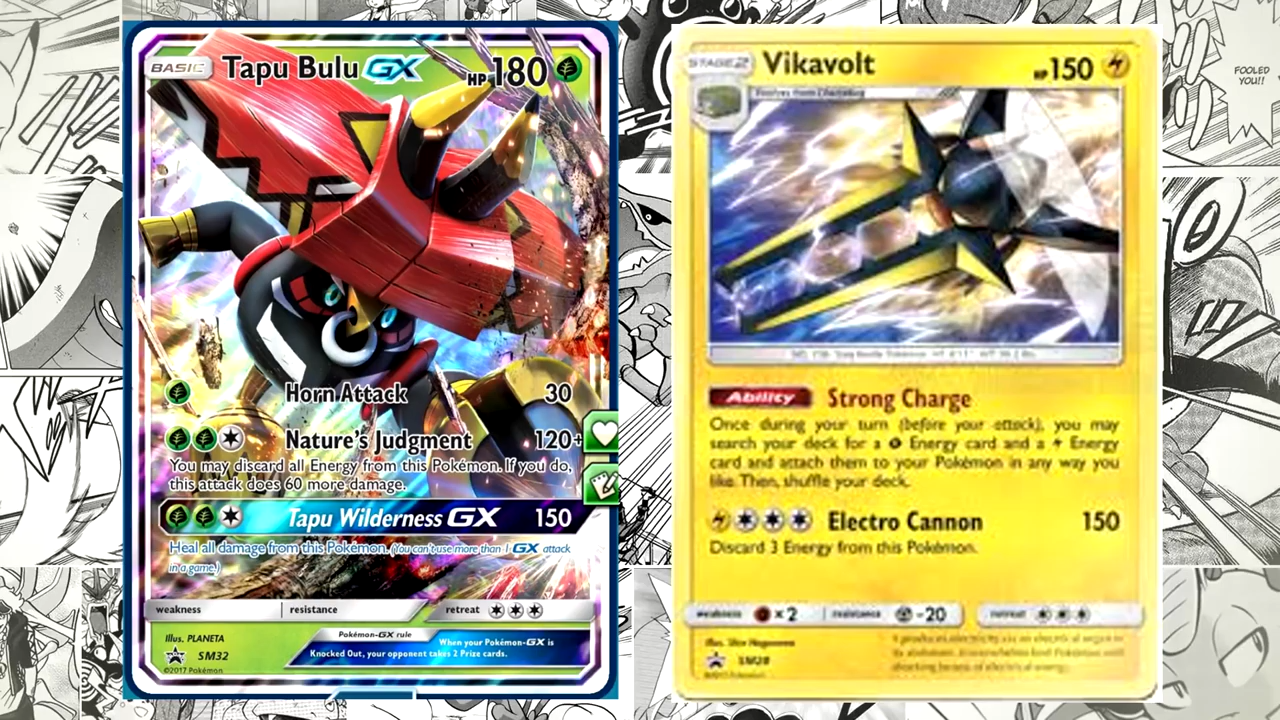 BASIC Tapu Bulu GX HP 180
Horn Attack 30
Nature's Judgment 120+
You may discard all Energy from this Pokémon. If you do,
this attack does 60 more damage.
Tapu Wilderness GX 150
Heal all damage from this Pokémon. (You can't use more than 1 GX attack
in a game.)
weakness resistance retreat
Illus. PLANETA
SM32
©2017 Pokémon
Pokémon-GX rule
When your Pokémon-GX is
Knocked Out, your opponent takes 2 Prize cards.
STAGE 2 Vikavolt HP 150
Ability Strong Charge
Once during your turn (before your attack), you may
search your deck for a Energy card and a Energy
card and attach them to your Pokémon in any way you
like. Then, shuffle your deck.
Electro Cannon 150
Discard 3 Energy from this Pokémon.
weakness ×2 resistance -20 retreat
FOOLED
YOU!!